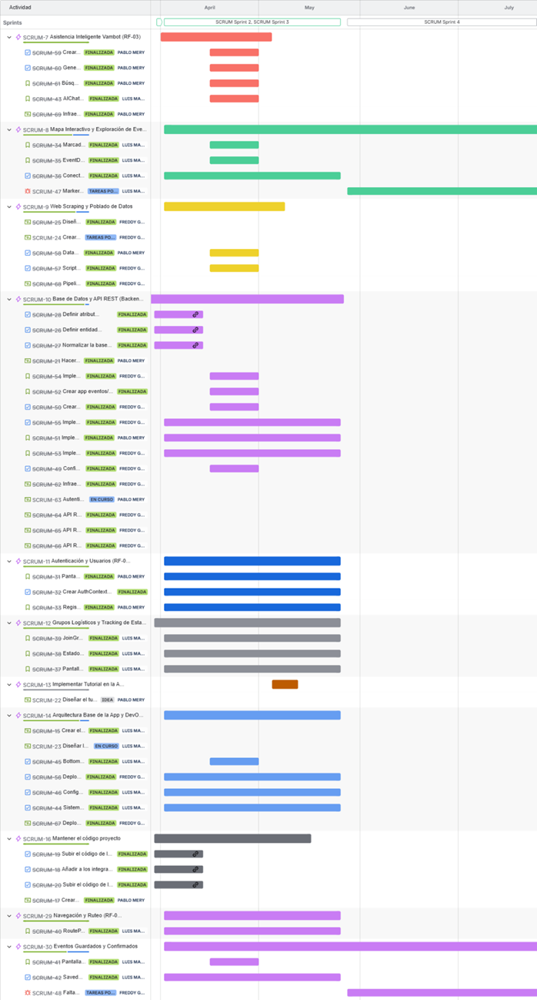 Actividad April May June July
Sprints SCRUM Sprint 2, SCRUM Sprint 3 SCRUM Sprint 4
SCRUM-7 Asistencia Inteligente Vambot (RF-03)
SCRUM-59 Crear... FINALIZADA PABLO MERY
SCRUM-60 Gene... FINALIZADA PABLO MERY
SCRUM-61 Búsq... FINALIZADA PABLO MERY
SCRUM-43 AIChat... FINALIZADA LUIS MA...
SCRUM-69 Infrae... FINALIZADA PABLO MERY
SCRUM-8 Mapa Interactivo y Exploración de Eve...
SCRUM-34 Marcad... FINALIZADA LUIS MA...
SCRUM-35 EventD... FINALIZADA LUIS MA...
SCRUM-36 Conect... FINALIZADA LUIS MA...
SCRUM-47 Marker... TAREAS PO... LUIS MA...
SCRUM-9 Web Scraping y Poblado de Datos
SCRUM-25 Diseñ... FINALIZADA FREDDY G...
SCRUM-24 Crear... TAREAS PO... FREDDY G...
SCRUM-58 Data... FINALIZADA PABLO MERY
SCRUM-57 Script... FINALIZADA FREDDY G...
SCRUM-68 Pipeli... FINALIZADA FREDDY G...
SCRUM-10 Base de Datos y API REST (Backen...
SCRUM-28 Definir atribut... FINALIZADA
SCRUM-26 Definir entidad... FINALIZADA
SCRUM-27 Normalizar la base... FINALIZADA
SCRUM-21 Hacer... FINALIZADA PABLO MERY
SCRUM-54 Imple... FINALIZADA FREDDY G...
SCRUM-52 Crear app eventos/... FINALIZADA
SCRUM-50 Crear... FINALIZADA FREDDY G...
SCRUM-55 Imple... FINALIZADA FREDDY G...
SCRUM-51 Imple... FINALIZADA PABLO MERY
SCRUM-53 Imple... FINALIZADA FREDDY G...
SCRUM-49 Confi... FINALIZADA FREDDY G...
SCRUM-62 Infrae... FINALIZADA FREDDY G...
SCRUM-63 Autenti... EN CURSO PABLO MERY
SCRUM-64 API R... FINALIZADA FREDDY G...
SCRUM-65 API R... FINALIZADA FREDDY G...
SCRUM-66 API R... FINALIZADA FREDDY G...
SCRUM-11 Autenticación y Usuarios (RF-0...
SCRUM-31 Panta... FINALIZADA PABLO MERY
SCRUM-32 Crear AuthContext... FINALIZADA
SCRUM-33 Regis... FINALIZADA PABLO MERY
SCRUM-12 Grupos Logísticos y Tracking de Esta...
SCRUM-39 JoinGr... FINALIZADA LUIS MA...
SCRUM-38 Estado... FINALIZADA LUIS MA...
SCRUM-37 Pantall... FINALIZADA LUIS MA...
SCRUM-13 Implementar Tutorial en la A...
SCRUM-22 Diseñar el tu... IDEA PABLO MERY
SCRUM-14 Arquitectura Base de la App y DevO...
SCRUM-15 Crear el... FINALIZADA LUIS MA...
SCRUM-23 Diseñar l... EN CURSO LUIS MA...
SCRUM-45 Bottom... FINALIZADA LUIS MA...
SCRUM-56 Deplo... FINALIZADA FREDDY G...
SCRUM-46 Config... FINALIZADA LUIS MA...
SCRUM-44 Sistem... FINALIZADA LUIS MA...
SCRUM-67 Deplo... FINALIZADA FREDDY G...
SCRUM-16 Mantener el código proyecto
SCRUM-19 Subir el código de l... FINALIZADA
SCRUM-18 Añadir a los integra... FINALIZADA
SCRUM-20 Subir el código de l... FINALIZADA
SCRUM-17 Crear... FINALIZADA PABLO MERY
SCRUM-29 Navegación y Ruteo (RF-0...
SCRUM-40 RouteP... FINALIZADA LUIS MA...
SCRUM-30 Eventos Guardados y Confirmados
SCRUM-41 Pantalla... FINALIZADA LUIS MA...
SCRUM-42 Saved... FINALIZADA LUIS MA...
SCRUM-48 Falta... TAREAS PO... FREDDY G...